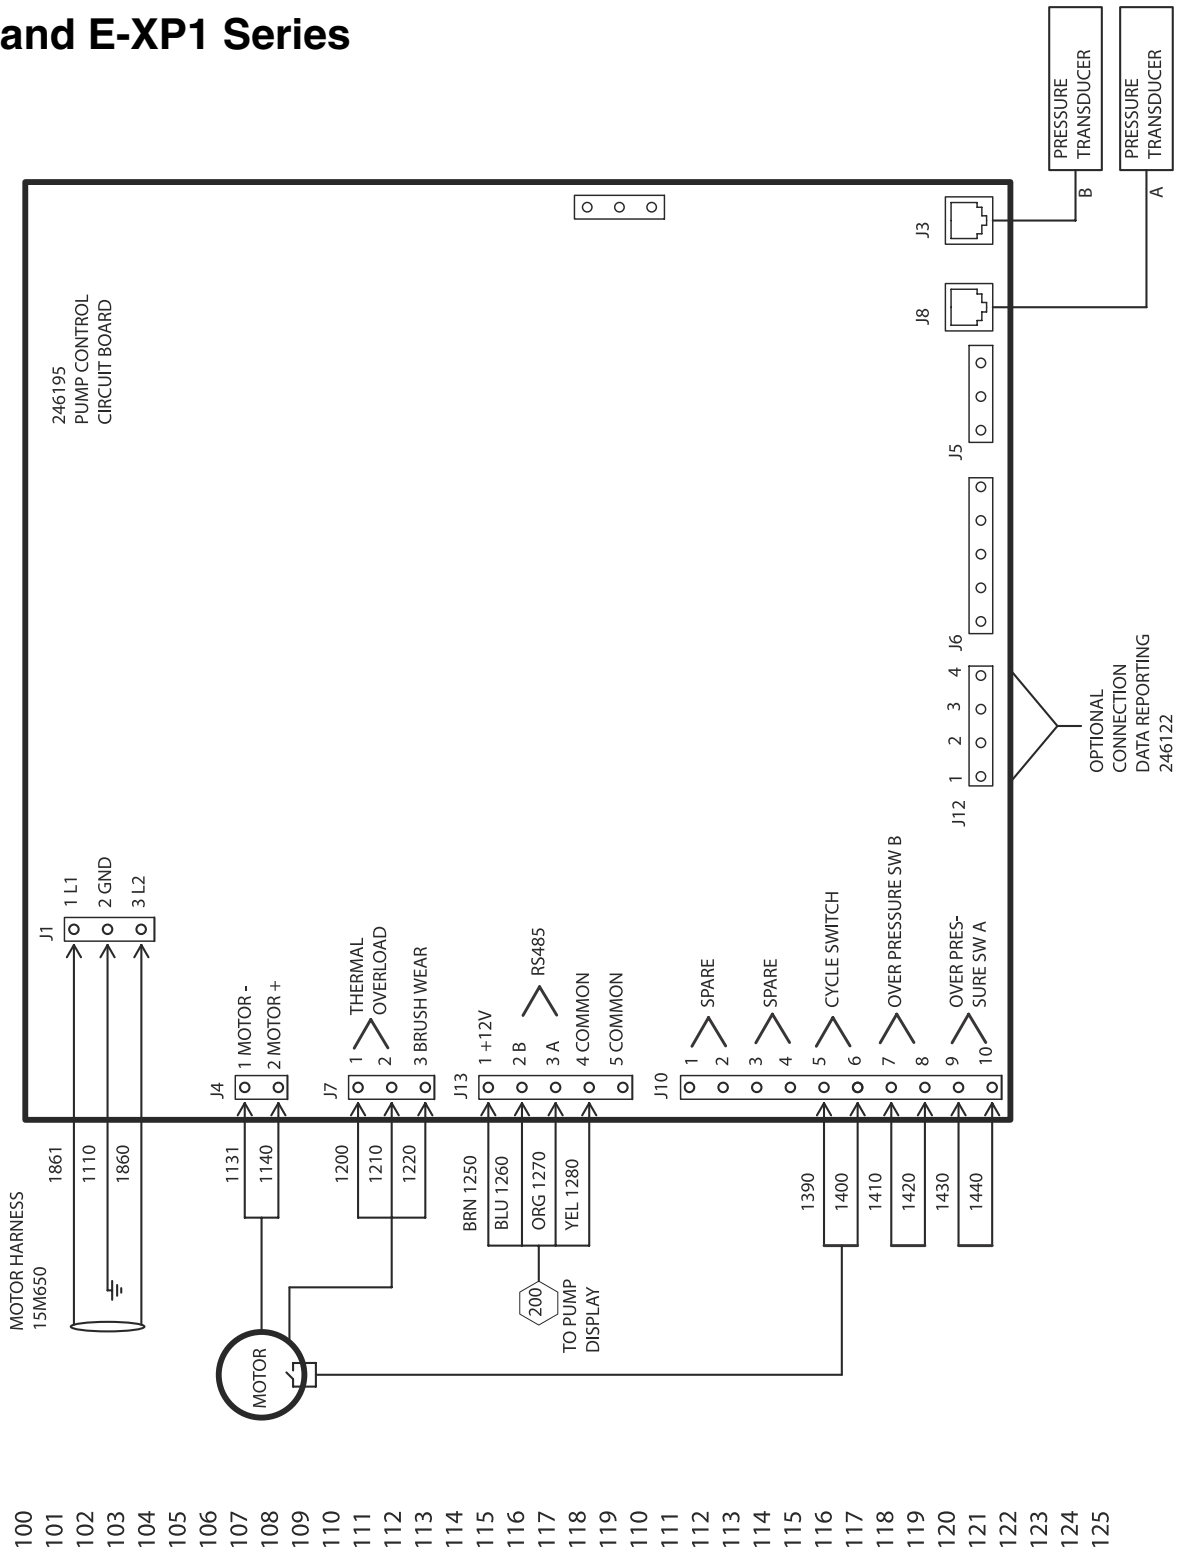 and E-XP1 Series
PRESSURE
TRANSDUCER
PRESSURE
TRANSDUCER
B
A
246195
PUMP CONTROL
CIRCUIT BOARD
J3
J8
J5
J6
J12
1
2
3
4
OPTIONAL
CONNECTION
DATA REPORTING
246122
J1
1 L1
2 GND
3 L2
J4
1 MOTOR -
2 MOTOR +
J7
1
2
THERMAL
OVERLOAD
3 BRUSH WEAR
J13
1 +12V
2 B
3 A
RS485
4 COMMON
5 COMMON
J10
1
2
SPARE
3
4
SPARE
5
6
CYCLE SWITCH
7
8
OVER PRESSURE SW B
9
10
OVER PRES-
SURE SW A
MOTOR HARNESS
15M650
1861
1110
1860
1131
1140
1200
1210
1220
BRN 1250
BLU 1260
ORG 1270
YEL 1280
1390
1400
1410
1420
1430
1440
200
TO PUMP
DISPLAY
MOTOR
100
101
102
103
104
105
106
107
108
109
110
111
112
113
114
115
116
117
118
119
110
111
112
113
114
115
116
117
118
119
120
121
122
123
124
125